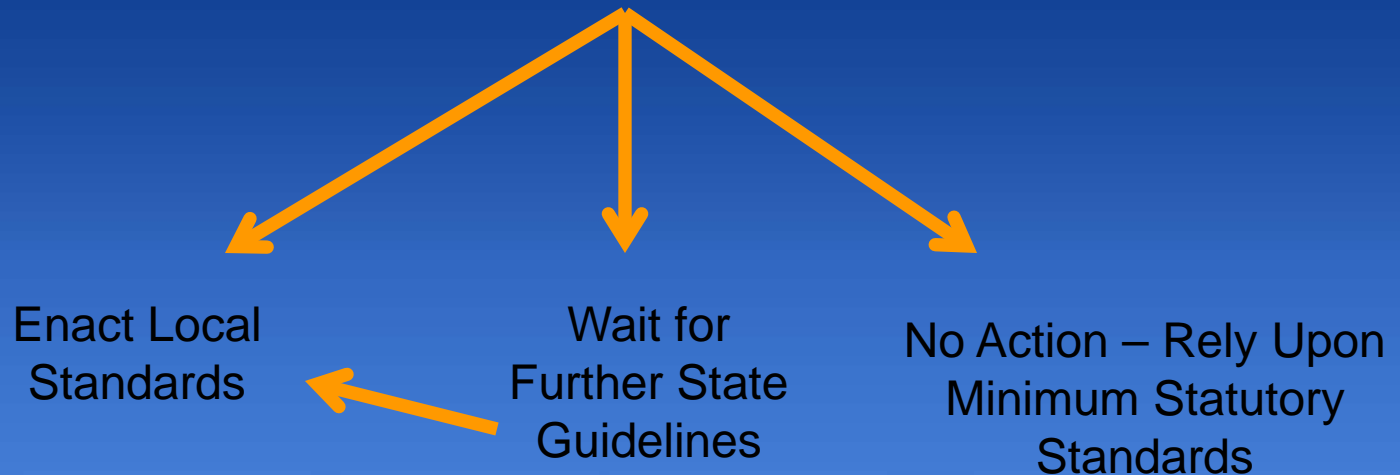 Enact Local
Standards
Wait for
Further State
Guidelines
No Action – Rely Upon
Minimum Statutory
Standards